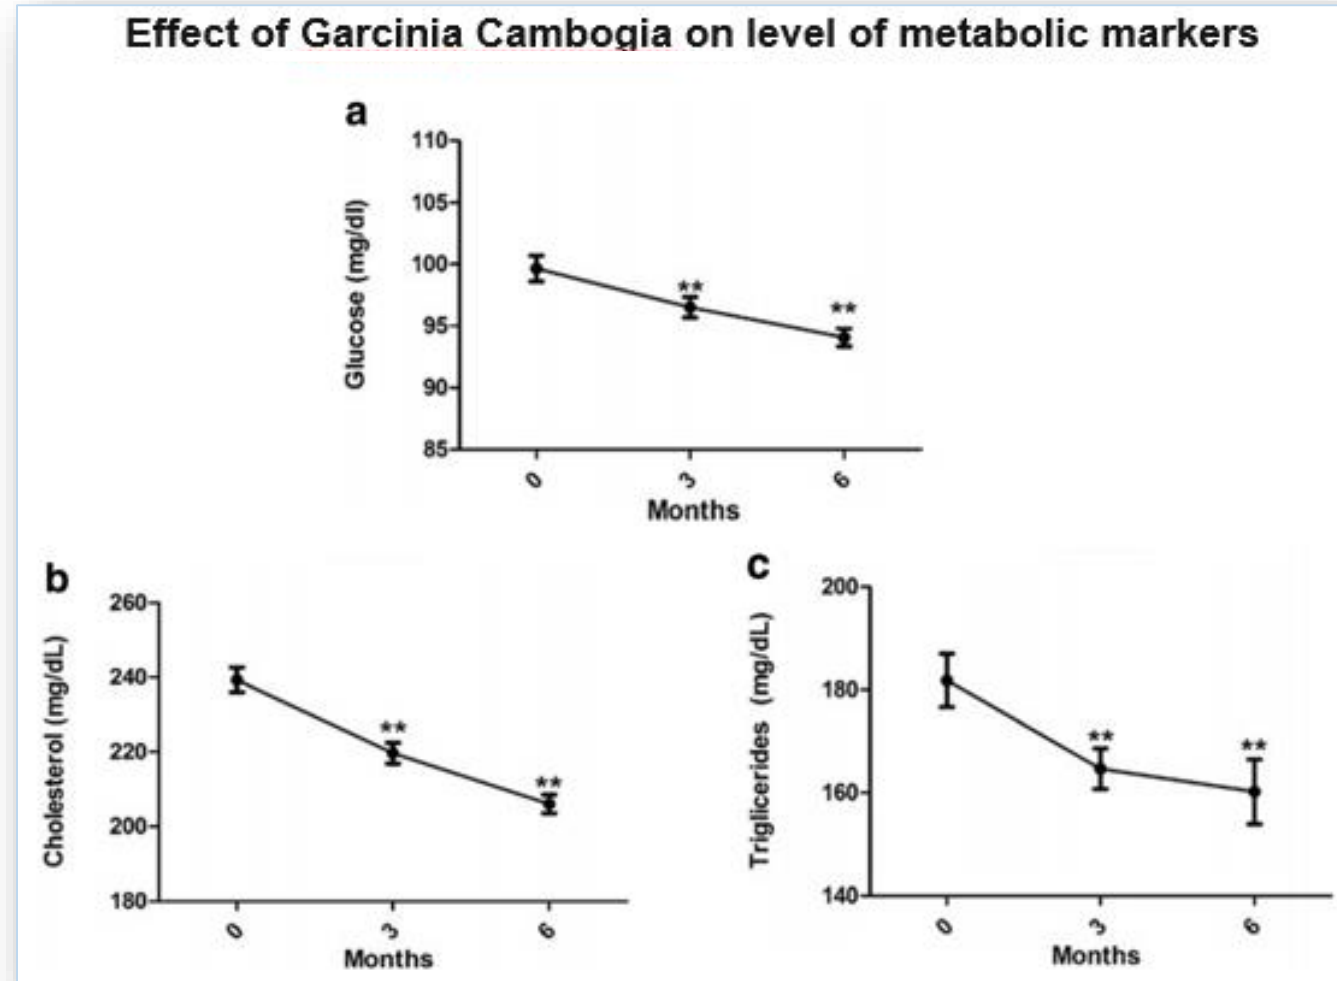 Effect of Garcinia Cambogia on level of metabolic markers
a
110
105
100
95
90
85
Glucose (mg/dl)
**
**
0 3 6
Months
b
260
240
220
200
180
Cholesterol (mg/dL)
**
**
0 3 6
Months
c
200
180
160
140
Triglicerides (mg/dL)
**
**
0 3 6
Months